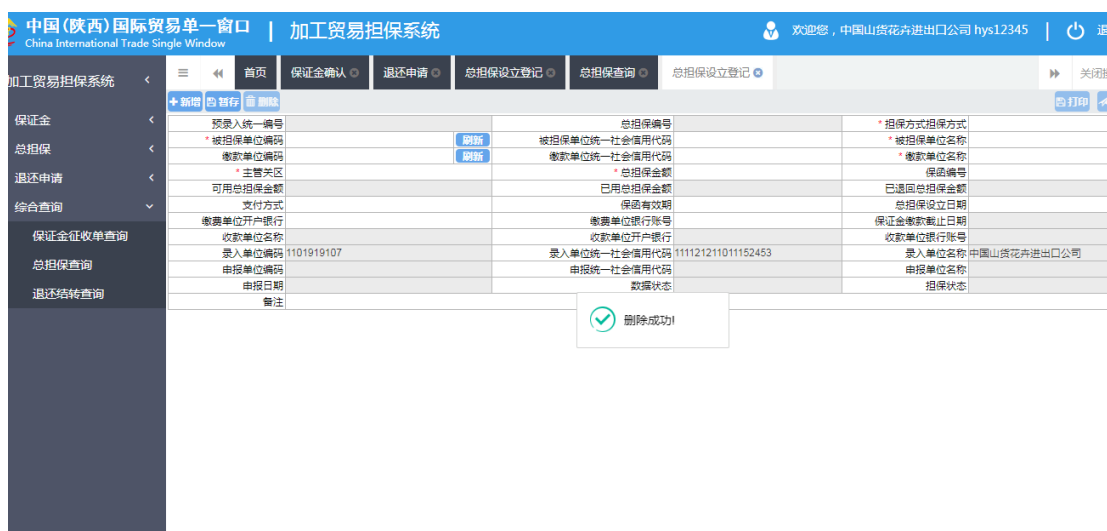 中国(陕西)国际贸易单一窗口 | 加工贸易担保系统 欢迎您，中国山货花卉进出口公司 hys12345
China International Trade Single Window
加工贸易担保系统
首页 保证金确认 退还申请 总担保设立登记 总担保查询 总担保设立登记
新增 暂存 删除 打印
保证金
总担保
退还申请
综合查询
保证金征收单查询
总担保查询
退还结转查询
预录入统一编号 总担保编号 * 担保方式担保方式
* 被担保单位编码 刷新 被担保单位统一社会信用代码 * 被担保单位名称
缴款单位编码 刷新 缴款单位统一社会信用代码 * 缴款单位名称
* 主管关区 * 总担保金额 保函编号
可用总担保金额 已用总担保金额 已退回总担保金额
支付方式 保函有效期 总担保设立日期
缴费单位开户银行 缴费单位银行账号 保证金缴款截止日期
收款单位名称 收款单位开户银行 收款单位银行账号
录入单位编码 1101919107 录入单位统一社会信用代码 111121211011152453 录入单位名称 中国山货花卉进出口公司
申报单位编码 申报统一社会信用代码 申报单位名称
申报日期 数据状态 担保状态
备注
删除成功!